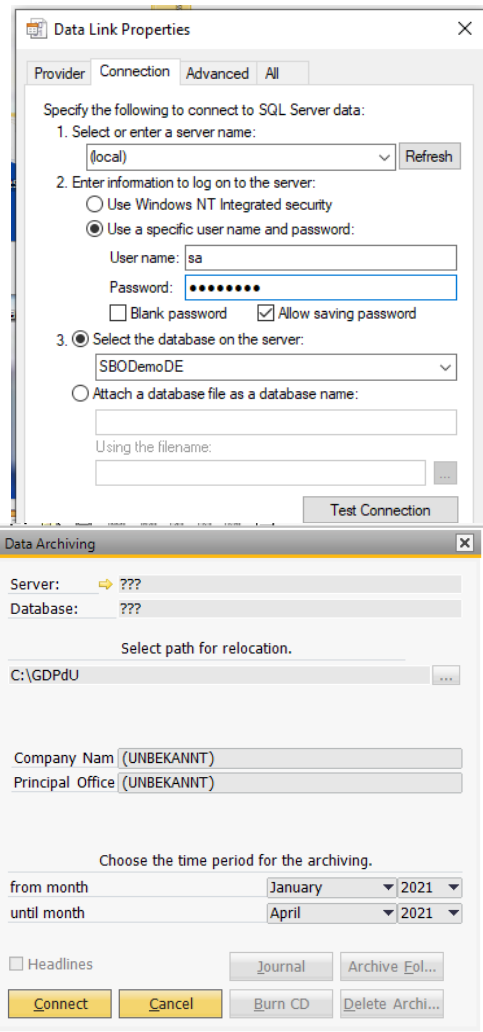 Data Link Properties
Provider Connection Advanced All
Specify the following to connect to SQL Server data:
1. Select or enter a server name:
(local) Refresh
2. Enter information to log on to the server:
Use Windows NT Integrated security
Use a specific user name and password:
User name: sa
Password: ●●●●●●●●
Blank password Allow saving password
3. Select the database on the server:
SBODemoDE
Attach a database file as a database name:
Using the filename:
...
Test Connection
Data Archiving
Server: ???
Database: ???
Select path for relocation.
C:\GDPdU ...
Company Nam (UNBEKANNT)
Principal Office (UNBEKANNT)
Choose the time period for the archiving.
from month January 2021
until month April 2021
Headlines Journal Archive Fol...
Connect Cancel Burn CD Delete Archi...